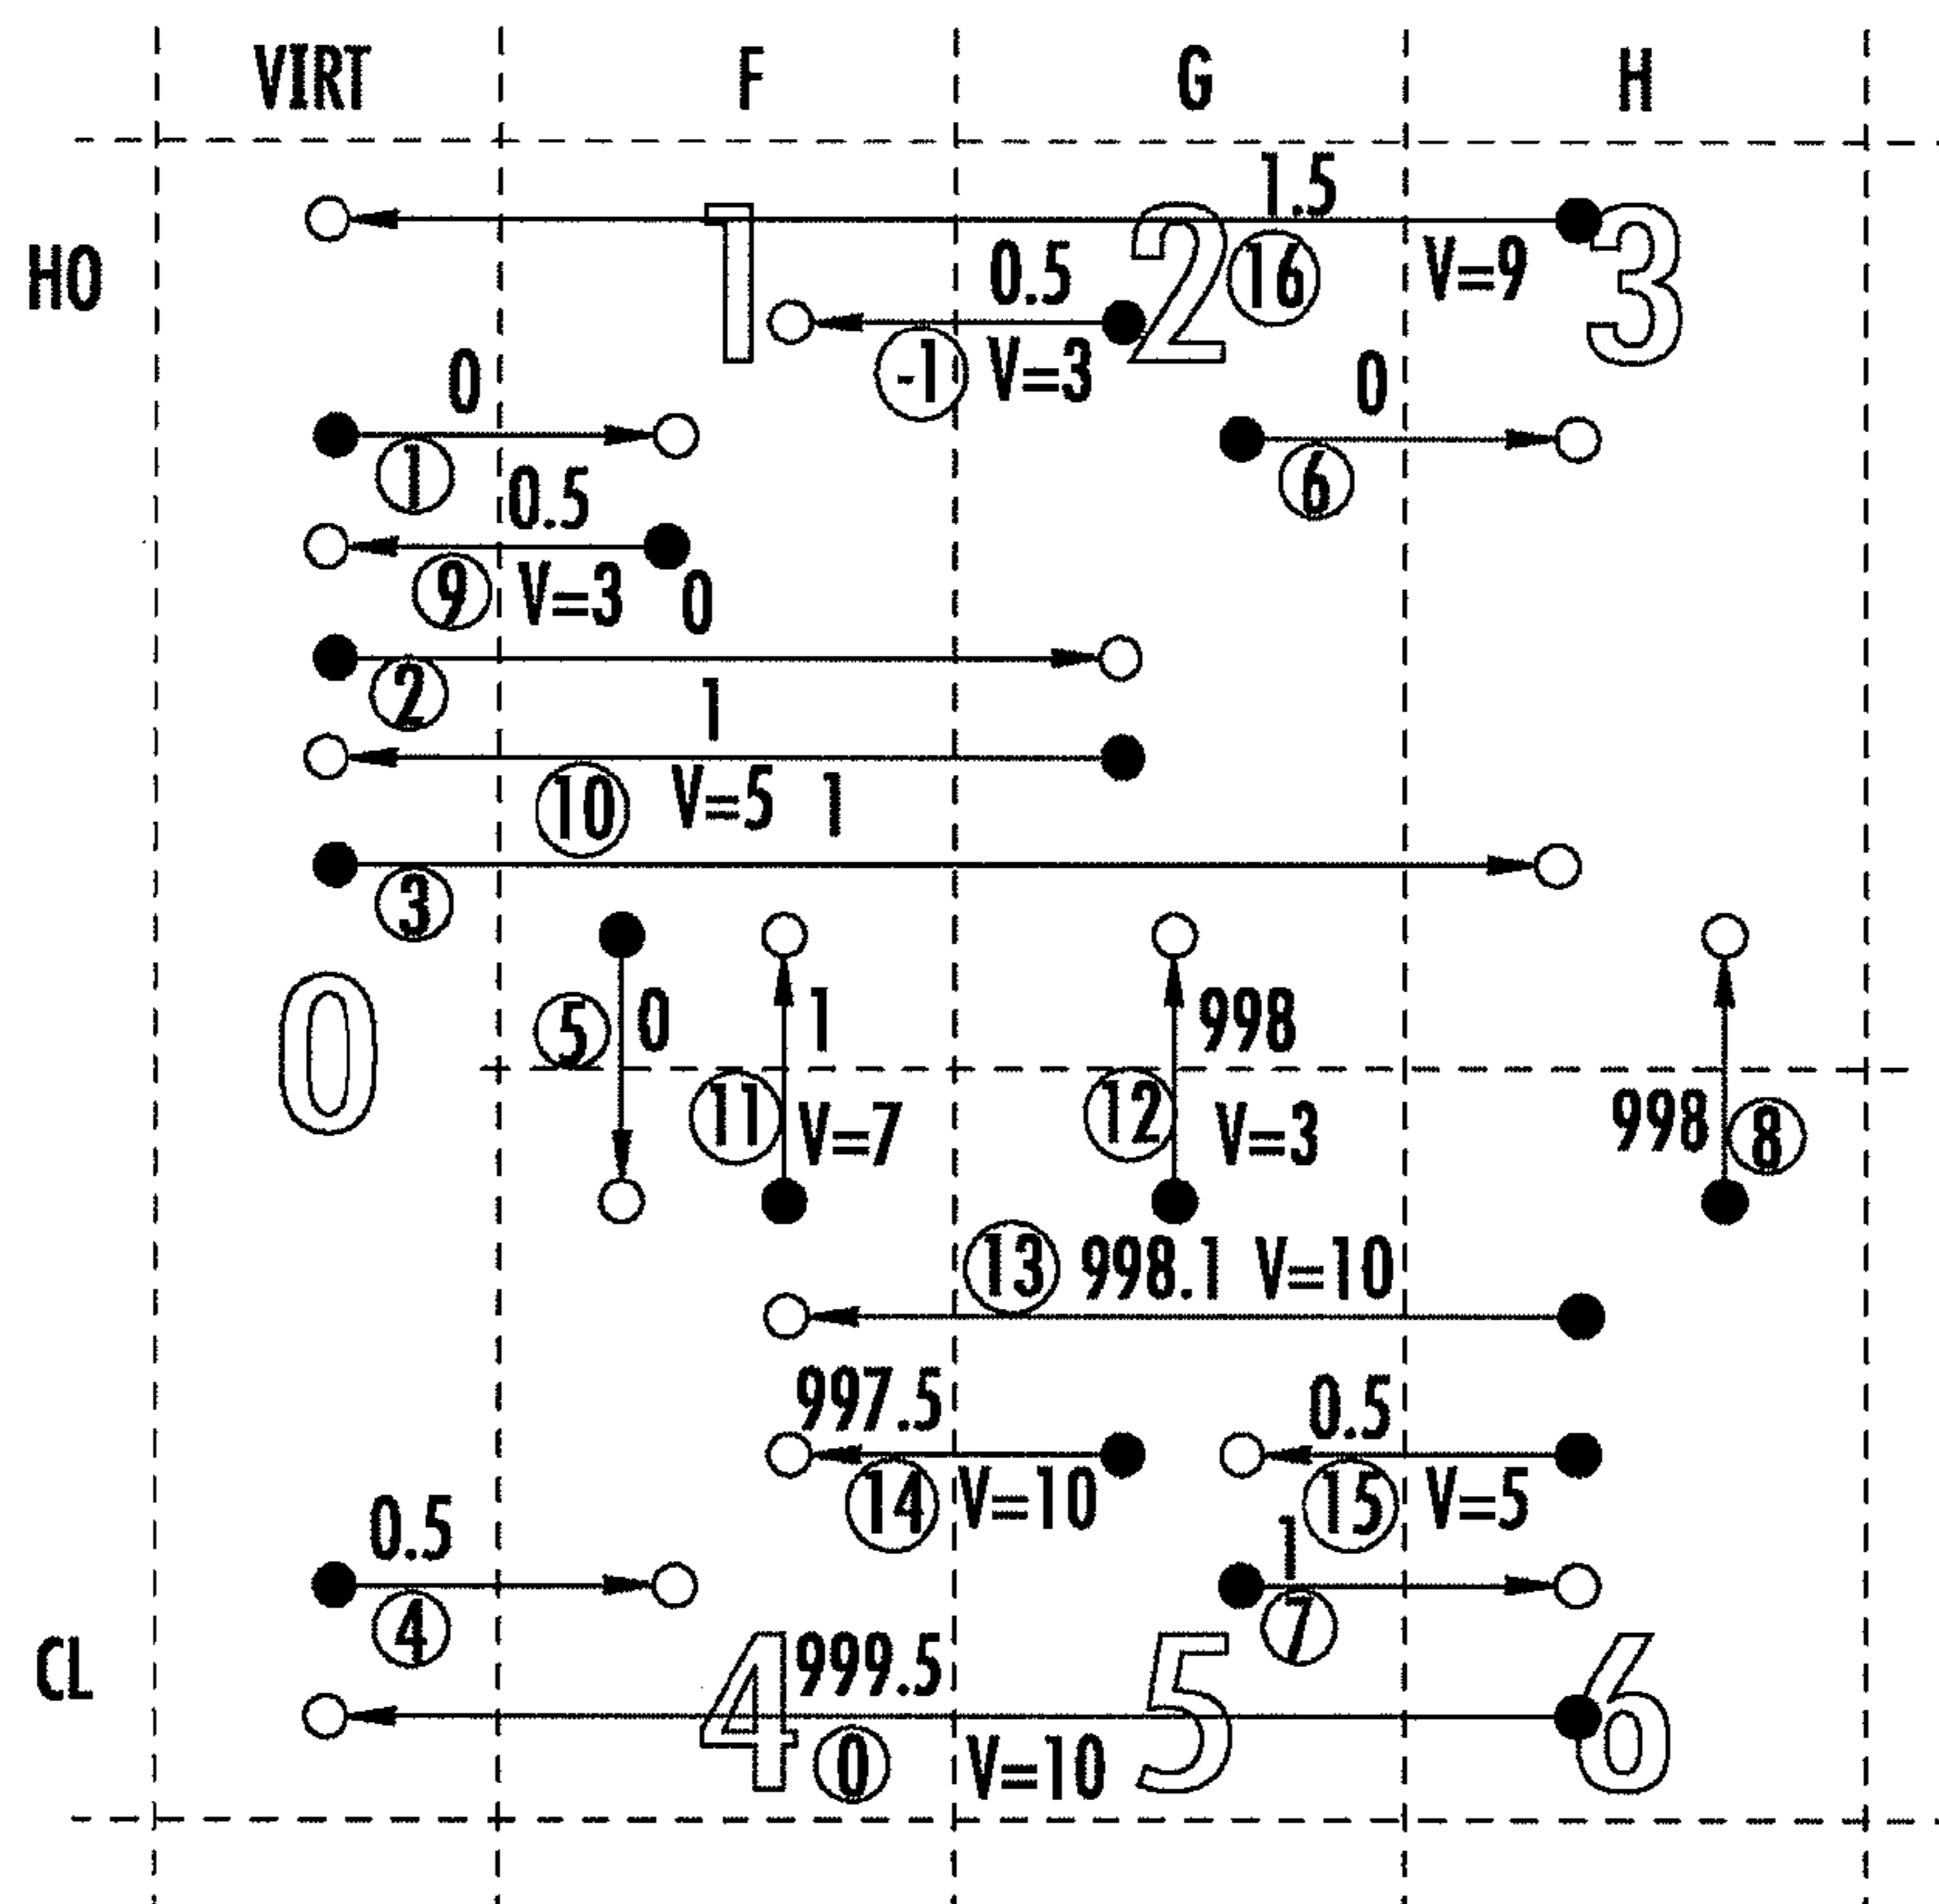 VIRT F G H
1.5
HO 1 2 16 V=9 3
0.5
-1 V=3
0 0
1 6
0.5
9 V=3 0
2
1
10 V=5 1
3
0 5 0 1 998
11 V=7 12 V=3 998 8
13 998.1 V=10
997.5 0.5
14 V=10 15 V=5
0.5 1
4 7
CL 4 999.5 5 6
0 V=10